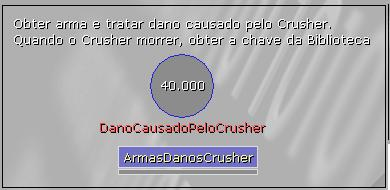 Obter arma e tratar dano causado pelo Crusher.
Quando o Crusher morrer, obter a chave da Biblioteca
40.000
DanoCausadoPeloCrusher
ArmasDanosCrusher